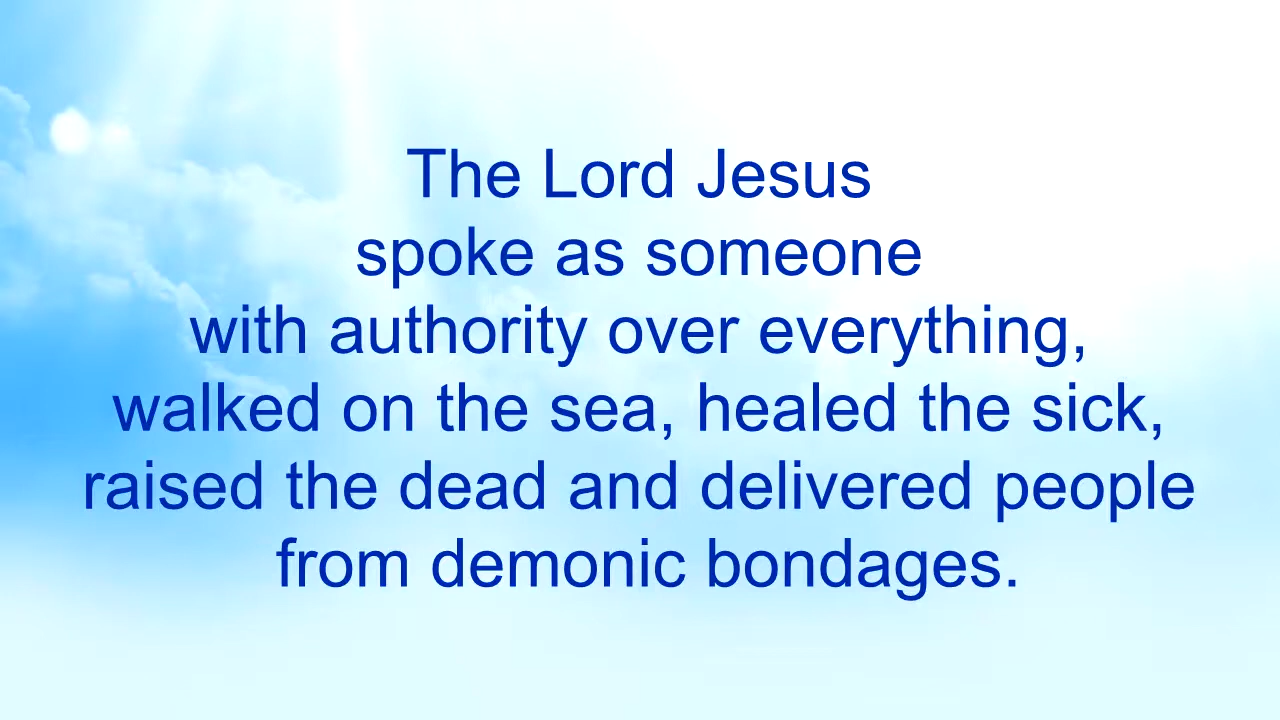 The Lord Jesus
spoke as someone
with authority over everything,
walked on the sea, healed the sick,
raised the dead and delivered people
from demonic bondages.